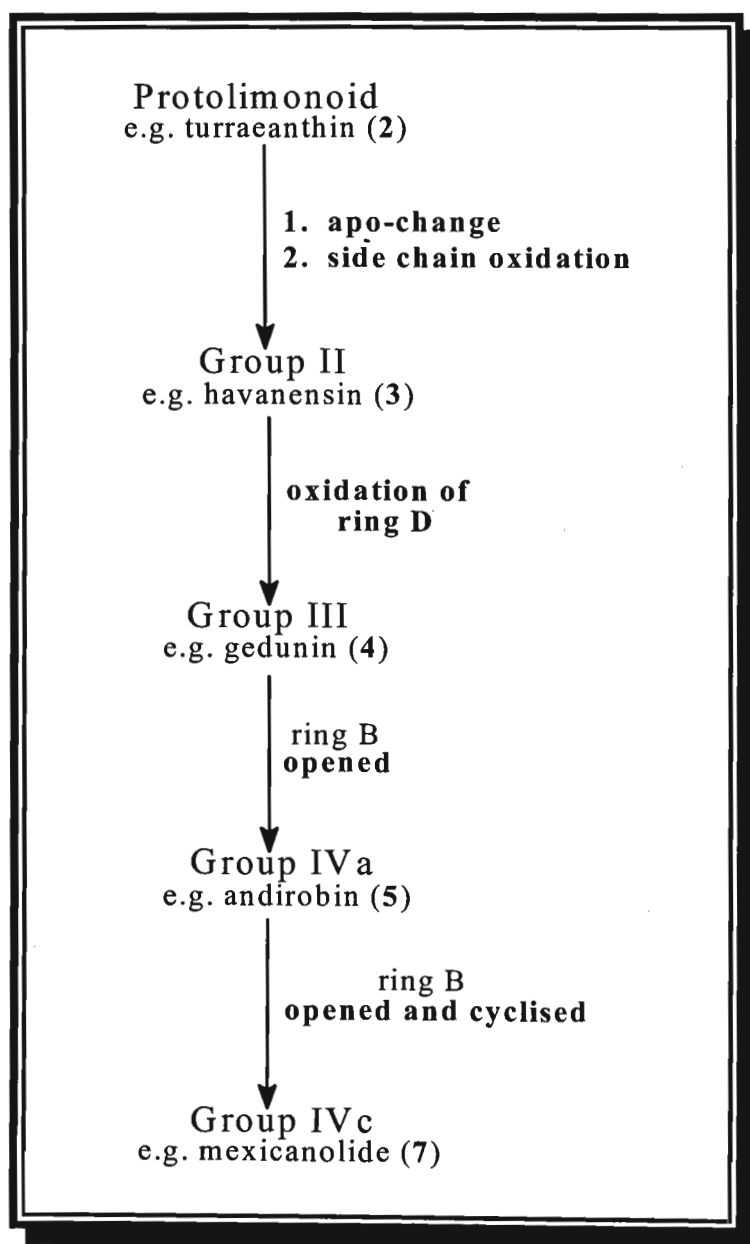 Protolimonoid
e.g. turraeanthin (2)
1. apo-change
2. side chain oxidation
Group II
e.g. havanensin (3)
oxidation of
ring D
Group III
e.g. gedunin (4)
ring B
opened
Group IVa
e.g. andirobin (5)
ring B
opened and cyclised
Group IVc
e.g. mexicanolide (7)